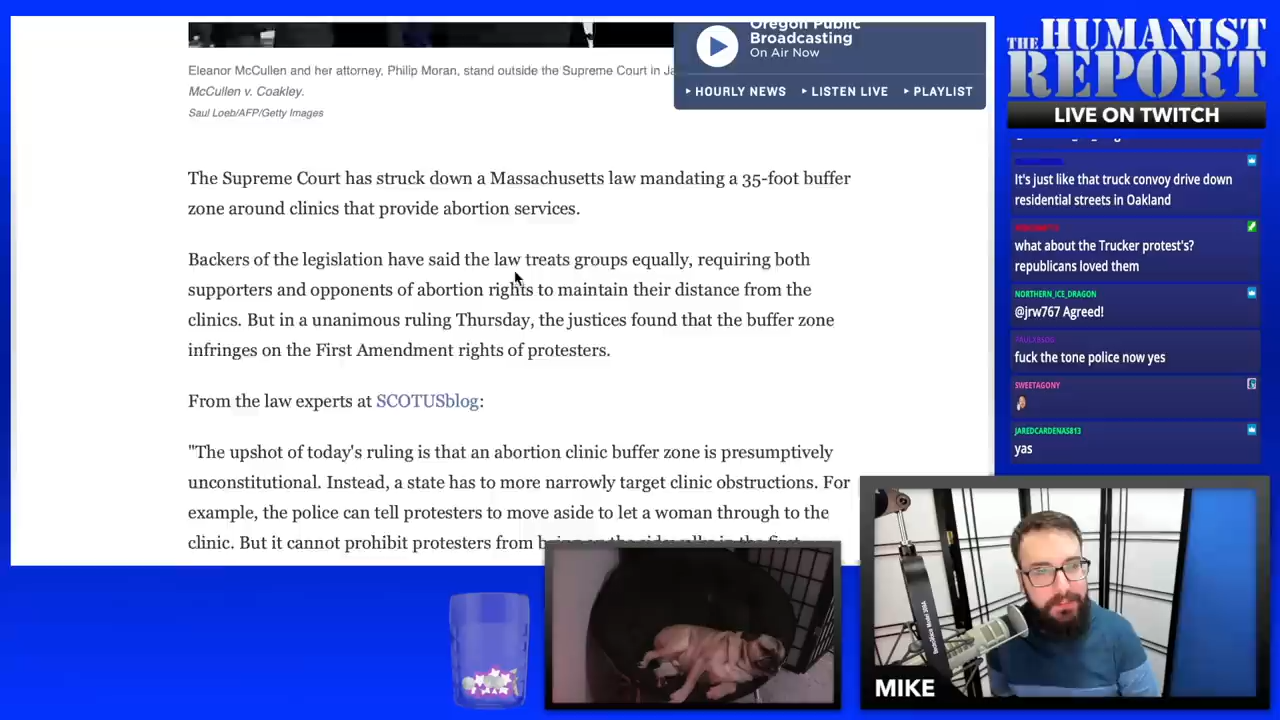 Oregon Public
Broadcasting
On Air Now
HOURLY NEWS
LISTEN LIVE
PLAYLIST
Eleanor McCullen and her attorney, Philip Moran, stand outside the Supreme Court in
McCullen v. Coakley.
Saul Loeb/AFP/Getty Images
The Supreme Court has struck down a Massachusetts law mandating a 35-foot buffer
zone around clinics that provide abortion services.
Backers of the legislation have said the law treats groups equally, requiring both
supporters and opponents of abortion rights to maintain their distance from the
clinics. But in a unanimous ruling Thursday, the justices found that the buffer zone
infringes on the First Amendment rights of protesters.
From the law experts at SCOTUSblog:
"The upshot of today's ruling is that an abortion clinic buffer zone is presumptively
unconstitutional. Instead, a state has to more narrowly target clinic obstructions. For
example, the police can tell protesters to move aside to let a woman through to the
clinic. But it cannot prohibit protesters from
THE HUMANIST
REPORT
LIVE ON TWITCH
It's just like that truck convoy drive down
residential streets in Oakland
what about the Trucker protest's?
republicans loved them
NORTHERN_ICE_DRAGON
@jrw767 Agreed!
fuck the tone police now yes
SWEETAGONY
JAREDCARDENAS813
yas
MIKE